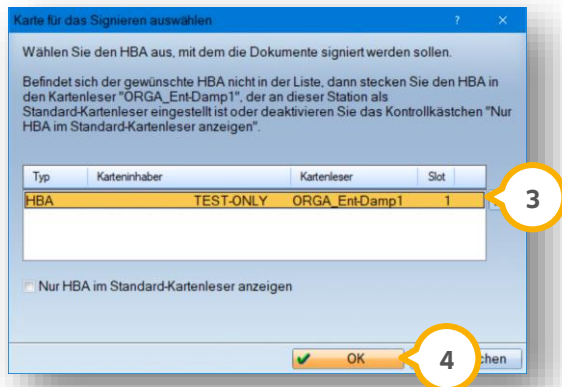 Karte für das Signieren auswählen ? ×
Wählen Sie den HBA aus, mit dem die Dokumente signiert werden sollen.
Befindet sich der gewünschte HBA nicht in der Liste, dann stecken Sie den HBA in
den Kartenleser "ORGA_Ent-Damp1", der an dieser Station als
Standard-Kartenleser eingestellt ist oder deaktivieren Sie das Kontrollkästchen "Nur
HBA im Standard-Kartenleser anzeigen".
Typ Karteninhaber Kartenleser Slot
HBA TEST-ONLY ORGA_Ent-Damp1 1
3
Nur HBA im Standard-Kartenleser anzeigen
OK 4 chen